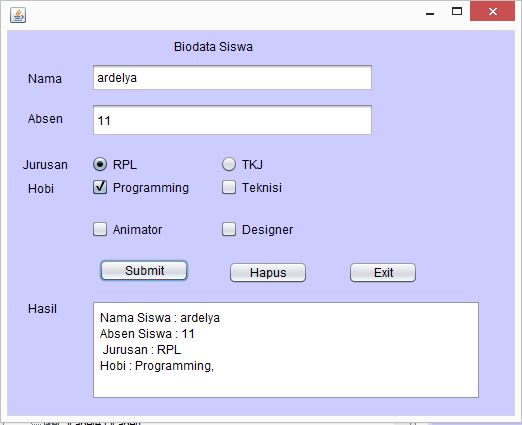 Biodata Siswa
Nama ardelya
Absen 11
Jurusan RPL TKJ
Hobi Programming Teknisi
Animator Designer
Submit Hapus Exit
Hasil
Nama Siswa : ardelya
Absen Siswa : 11
Jurusan : RPL
Hobi : Programming,